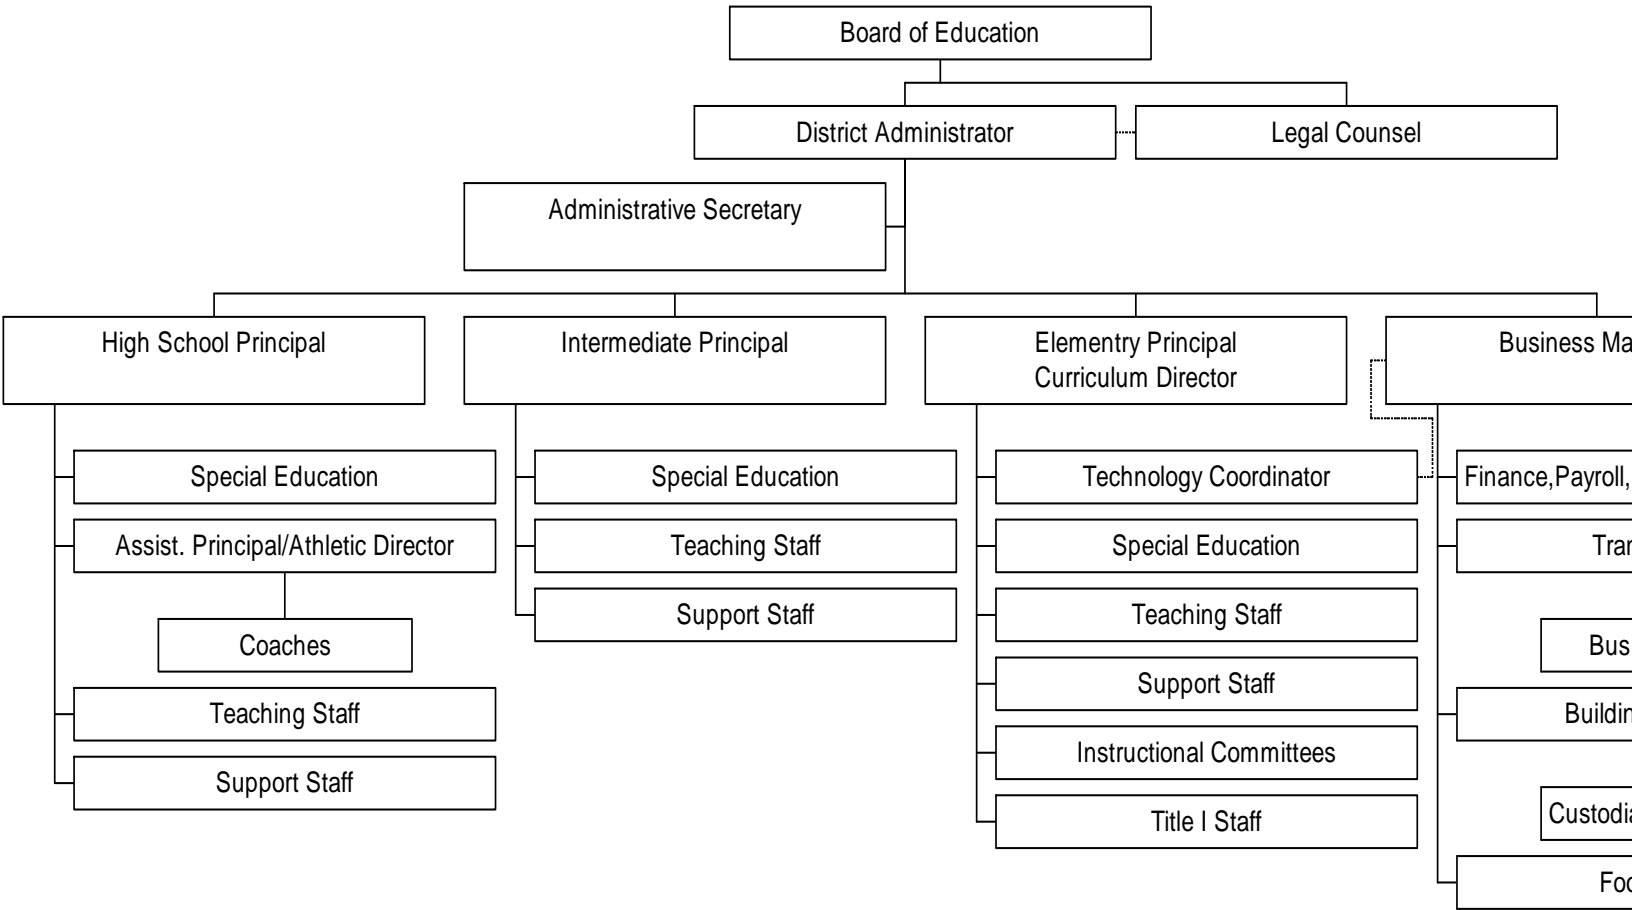 Board of Education
District Administrator
Legal Counsel
Administrative Secretary
High School Principal
Intermediate Principal
Elementry Principal
Curriculum Director
Business
Special Education
Assist. Principal/Athletic Director
Coaches
Teaching Staff
Support Staff
Special Education
Teaching Staff
Support Staff
Technology Coordinator
Special Education
Teaching Staff
Support Staff
Instructional Committees
Title I Staff
Finance,Payroll,
Bus